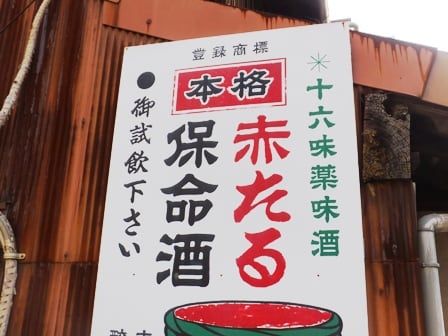 登録商標
本格
＊十六味薬味酒
赤たる
保命酒
●御試飲下さい